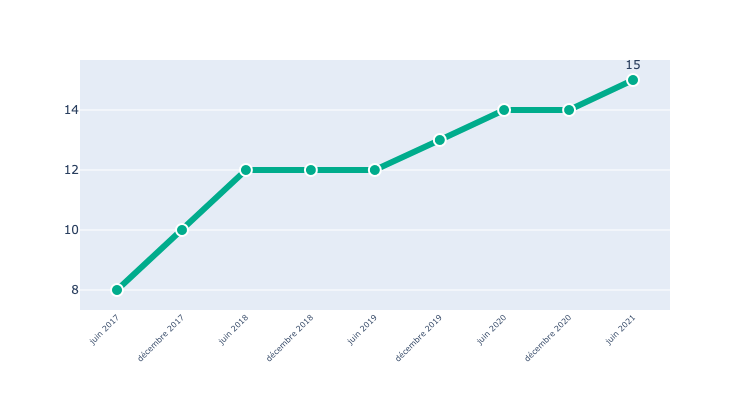 15
14
12
10
8
juin 2017
décembre 2017
juin 2018
décembre 2018
juin 2019
décembre 2019
juin 2020
décembre 2020
juin 2021